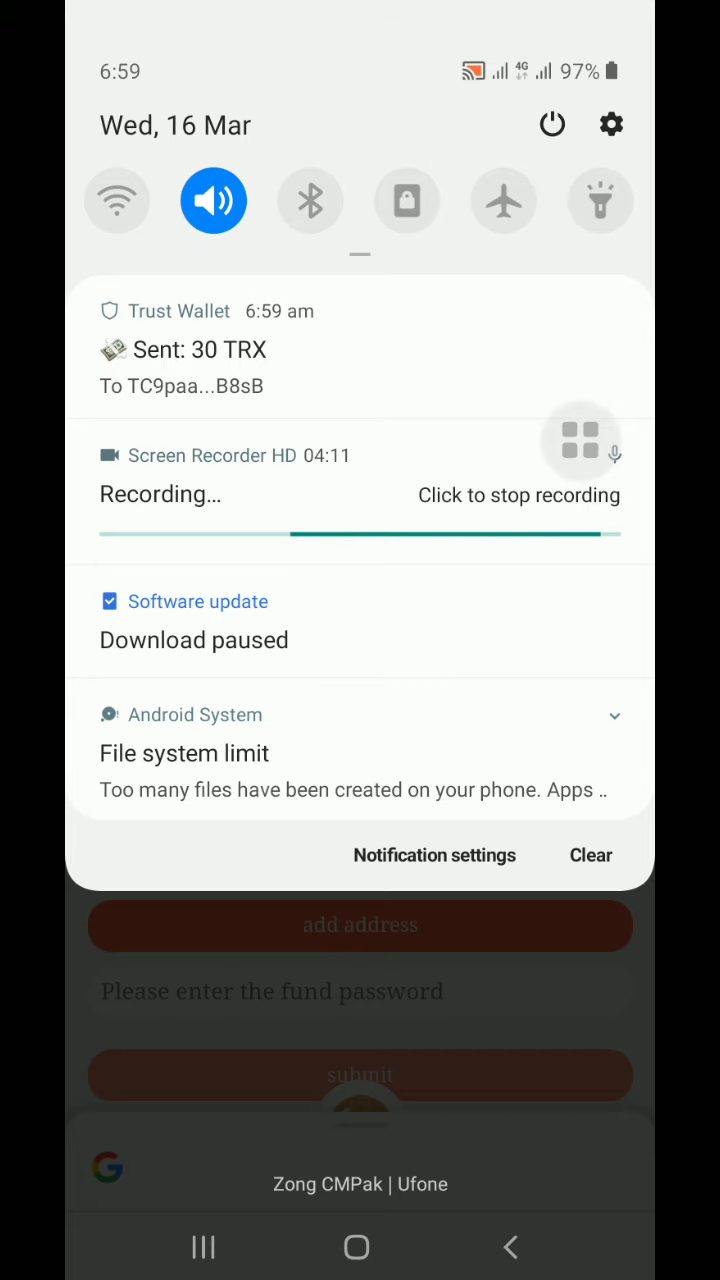 6:59
4G 97%
Wed, 16 Mar
Trust Wallet 6:59 am
Sent: 30 TRX
To TC9paa...B8sB
Screen Recorder HD 04:11
Recording... Click to stop recording
Software update
Download paused
Android System
File system limit
Too many files have been created on your phone. Apps ..
Notification settings Clear
add address
Please enter the fund password
submit
Zong CMPak | Ufone